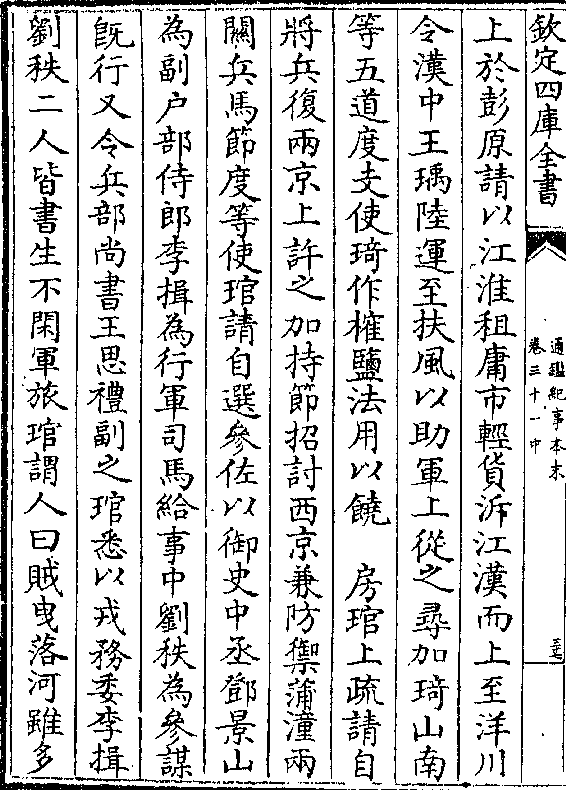 欽定四庫全書
通鑑紀事本末
卷三十一中
上於彭原請以江淮租庸市輕貨泝江漢而上至洋川
令漢中王瑀陸運至扶風以助軍上從之尋加琦山南
等五道度支使琦作榷鹽法用以饒　房琯上疏請自
將兵復兩京上許之加持節招討西京兼防禦蒲潼兩
關兵馬節度等使琯請自選參佐以御史中丞鄧景山
為副户部侍郎李揖為行軍司馬給事中劉秩為參謀
旣行又令兵部尚書王思禮副之琯悉以戎務委李揖
劉秩二人皆書生不閑軍旅琯謂人曰賊曳落河雖多